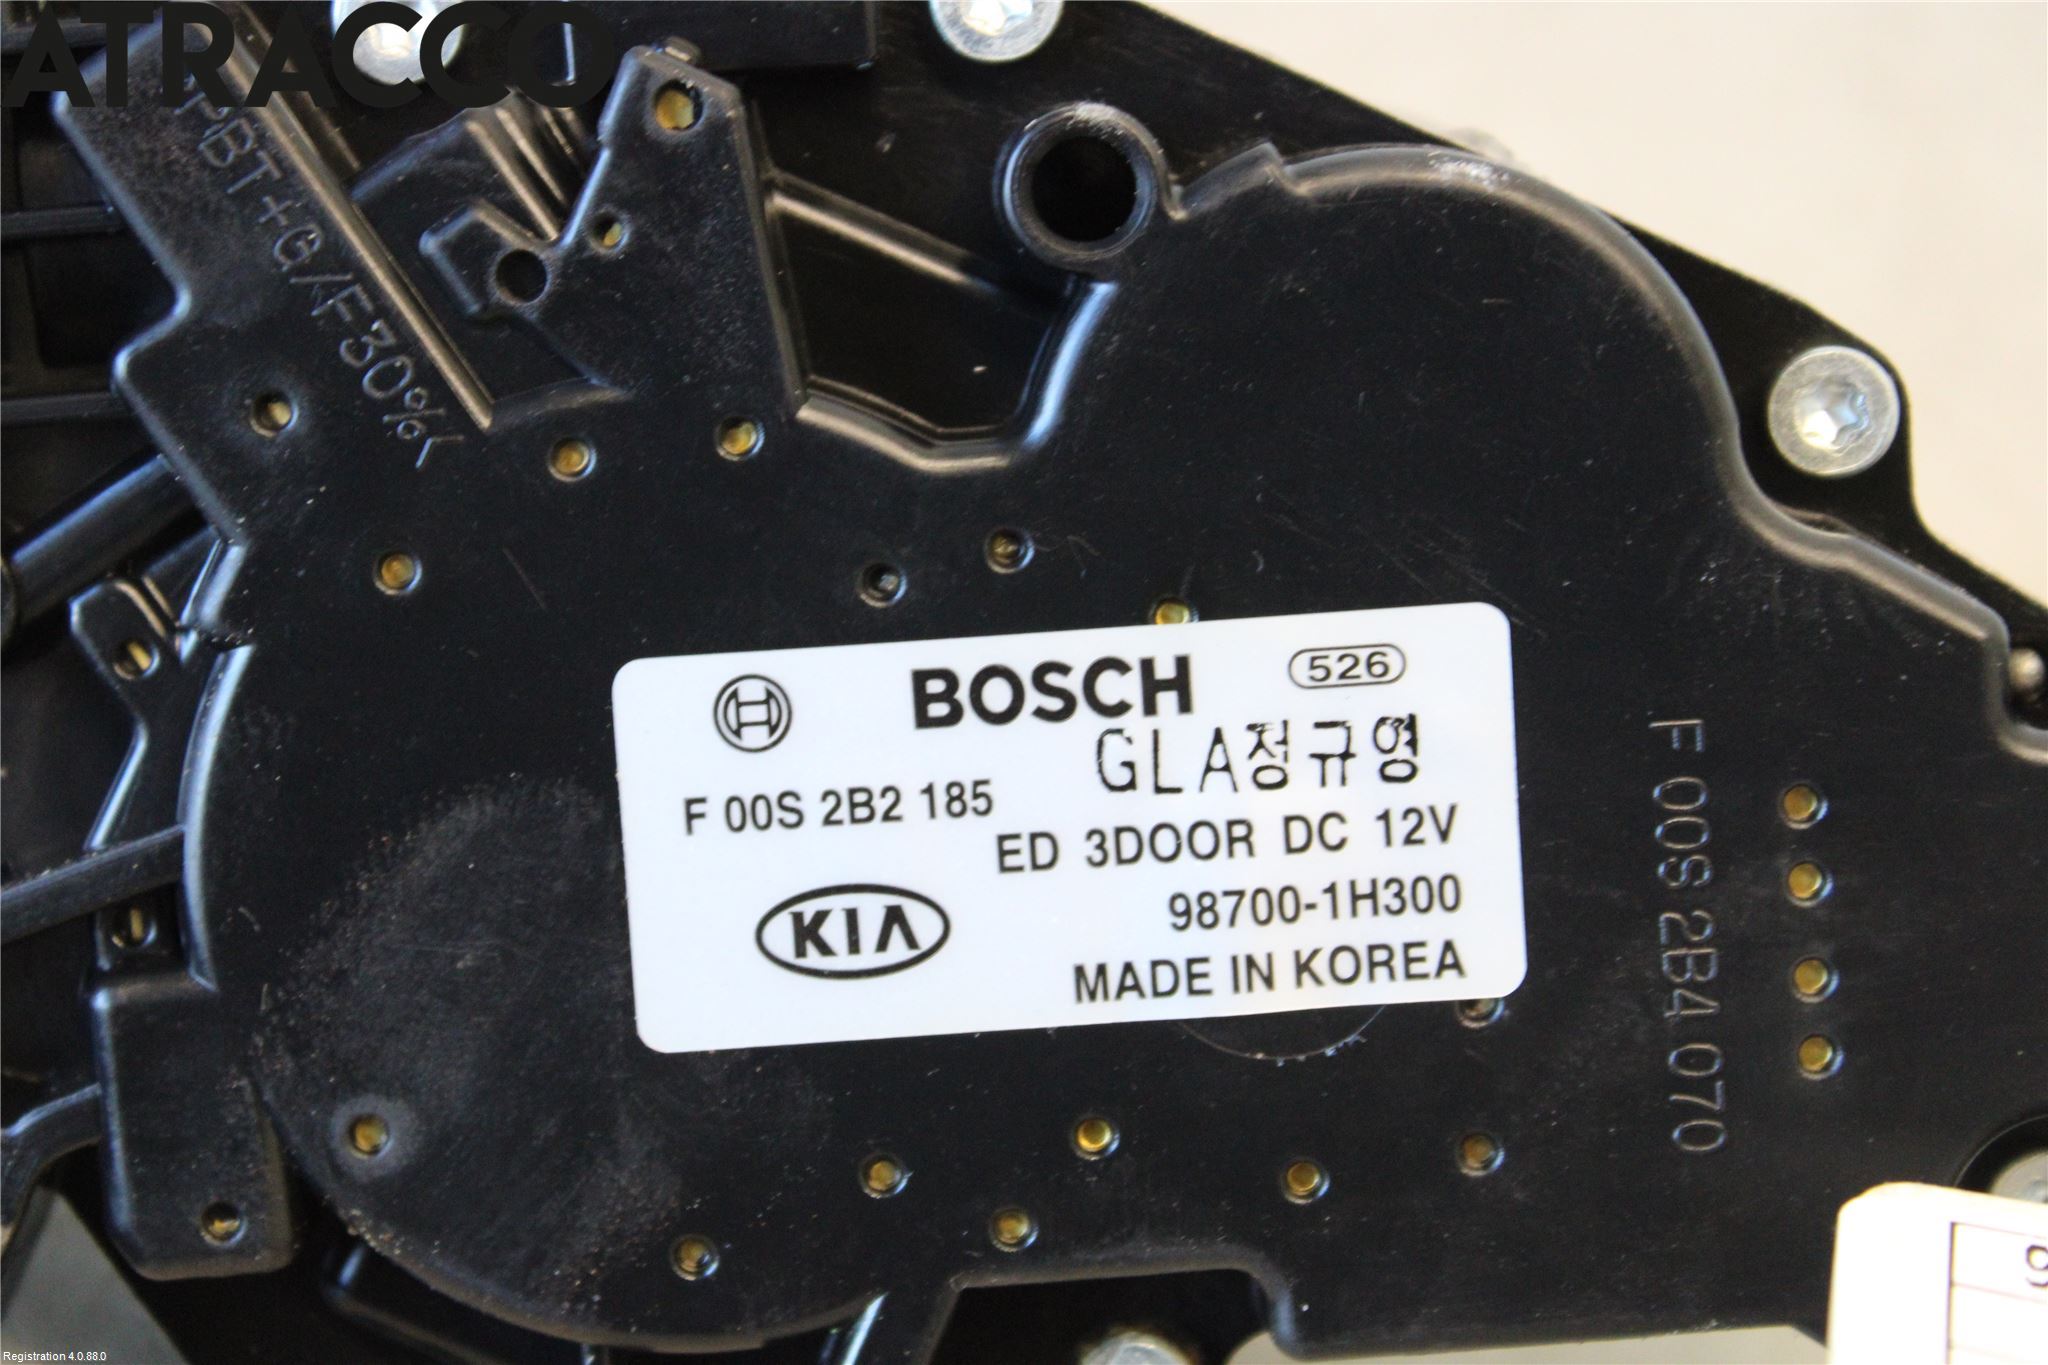 ATRACCO
PBT+G/F30%
BOSCH 526
GLA정규영
F 00S 2B2 185
ED 3DOOR DC 12V
KIA
98700-1H300
MADE IN KOREA
F 00S 2B4 070
9
Registration 4.0.88.0